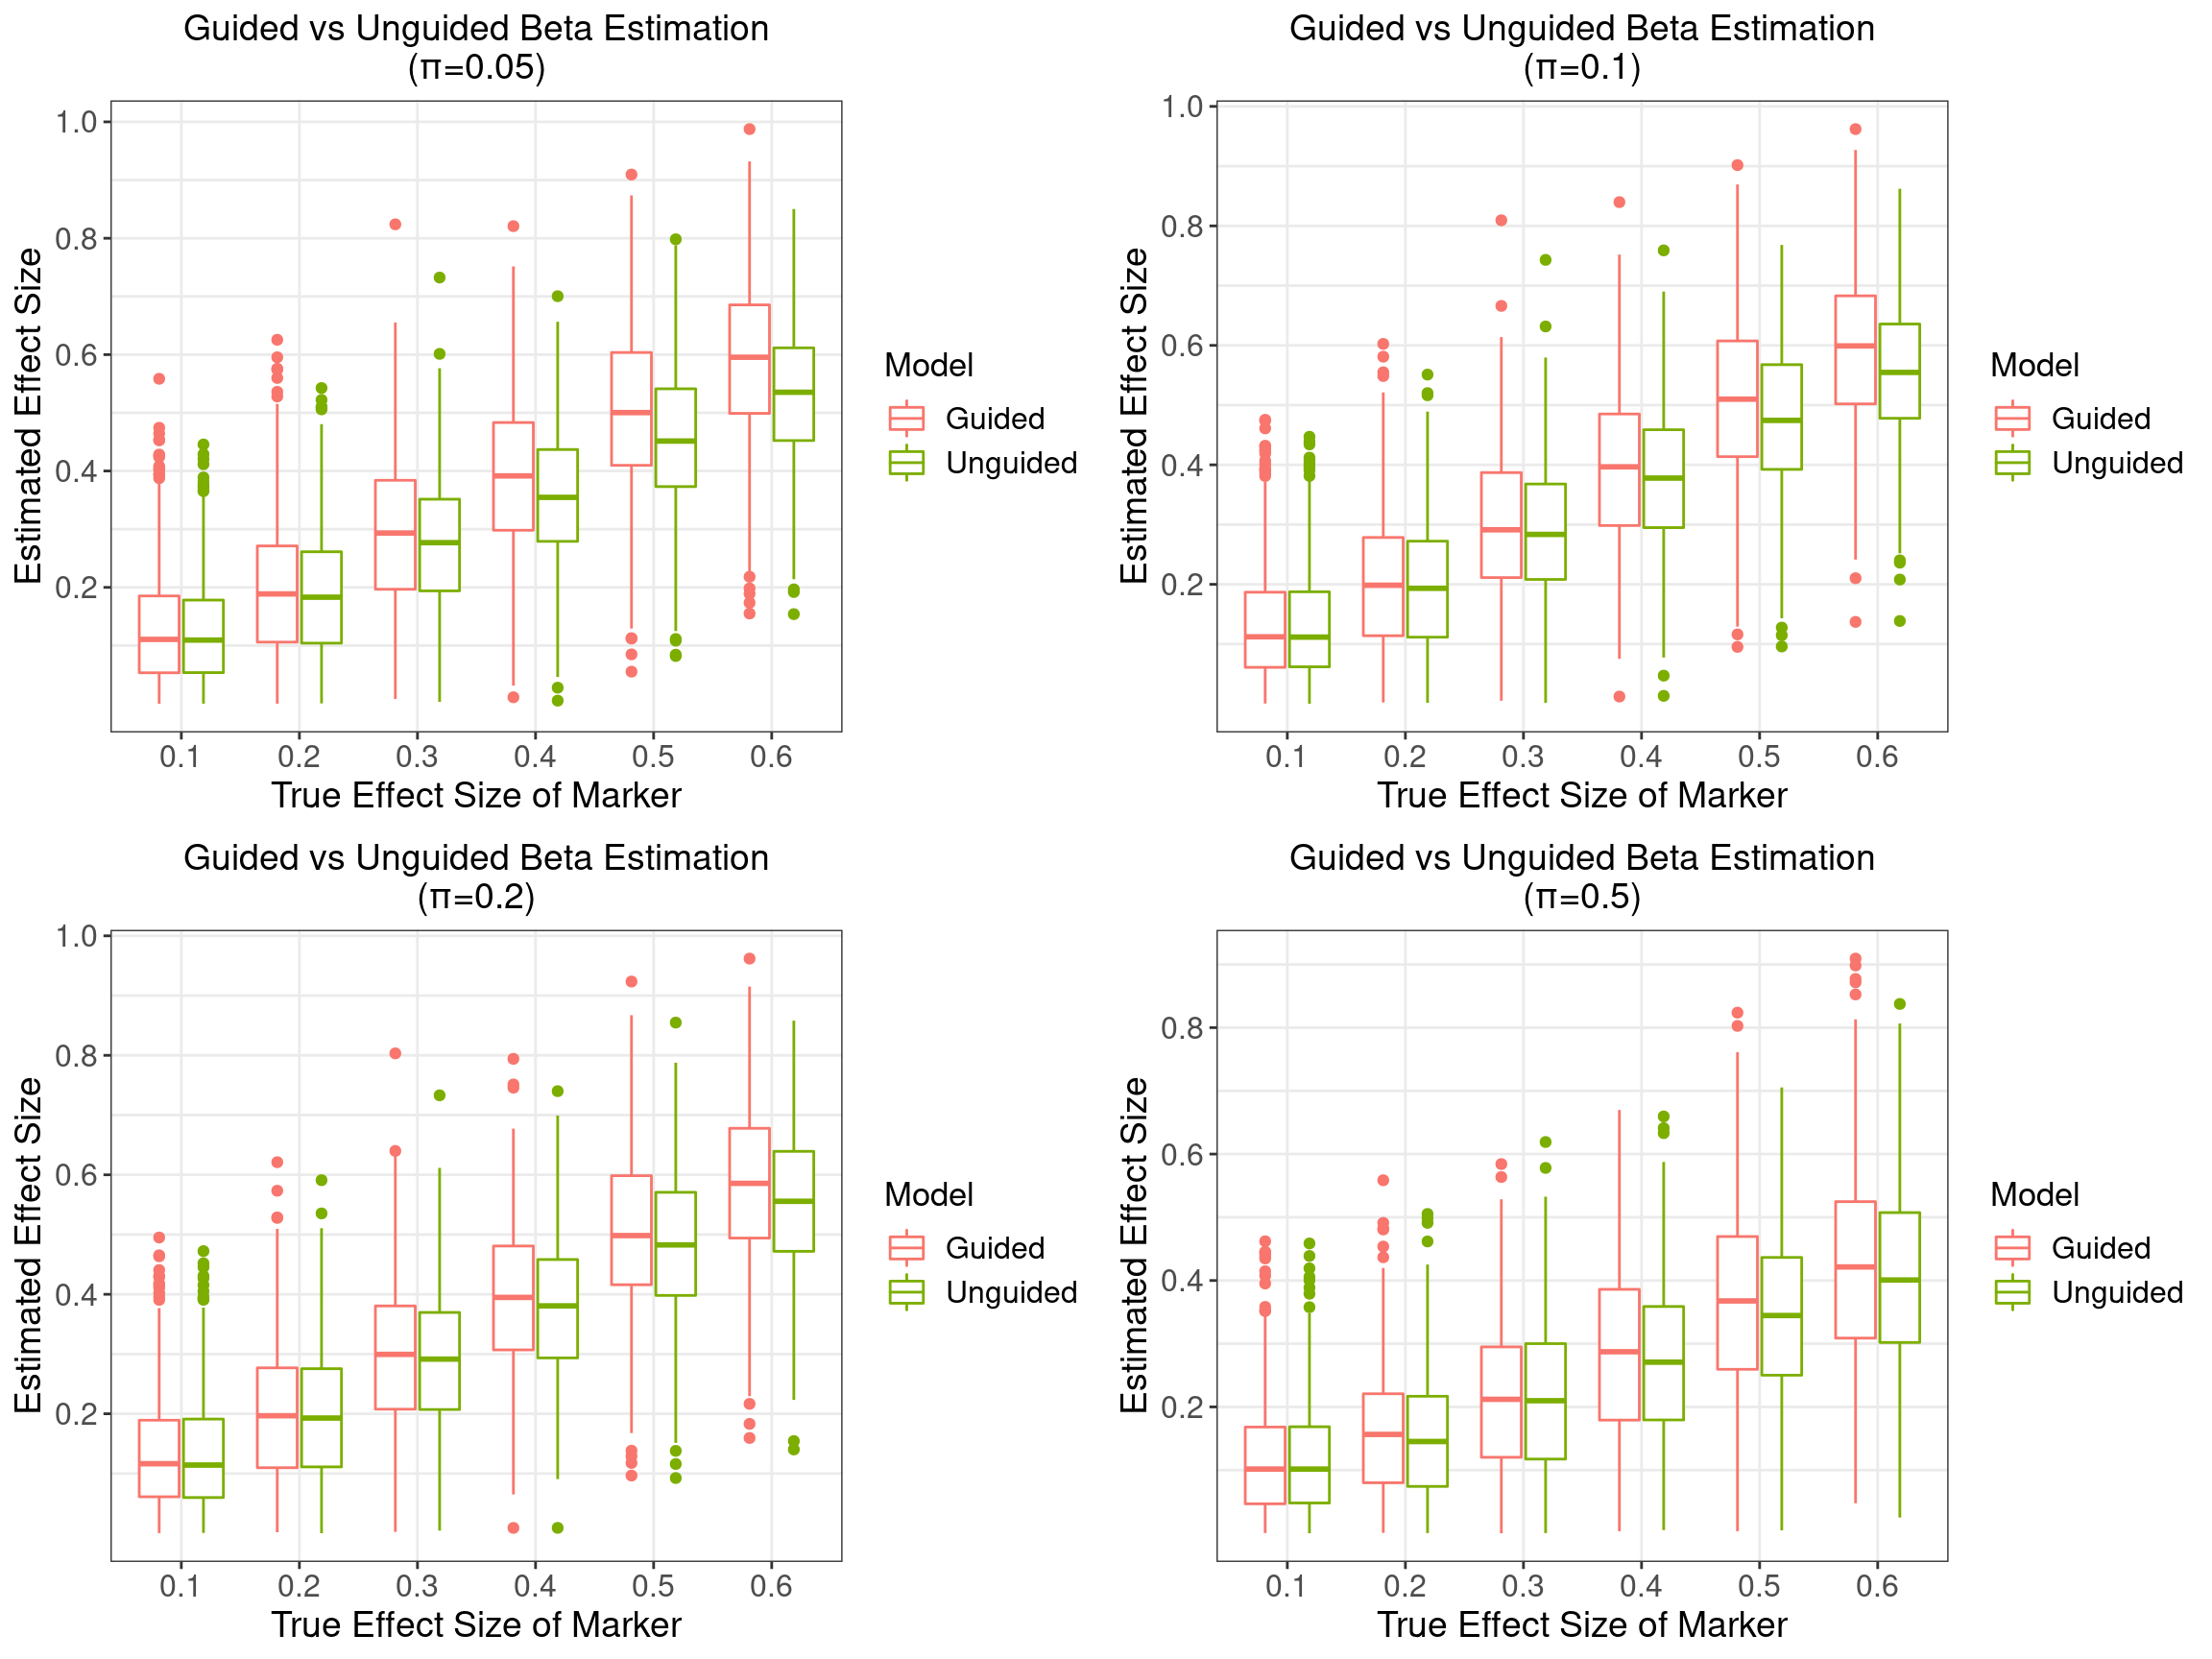 Guided vs Unguided Beta Estimation
(π=0.05)
Estimated Effect Size
1.0
0.8
0.6
0.4
0.2
0.1 0.2 0.3 0.4 0.5 0.6
True Effect Size of Marker
Model
Guided
Unguided
Guided vs Unguided Beta Estimation
(π=0.1)
Estimated Effect Size
1.0
0.8
0.6
0.4
0.2
0.1 0.2 0.3 0.4 0.5 0.6
True Effect Size of Marker
Model
Guided
Unguided
Guided vs Unguided Beta Estimation
(π=0.2)
Estimated Effect Size
1.0
0.8
0.6
0.4
0.2
0.1 0.2 0.3 0.4 0.5 0.6
True Effect Size of Marker
Model
Guided
Unguided
Guided vs Unguided Beta Estimation
(π=0.5)
Estimated Effect Size
0.8
0.6
0.4
0.2
0.1 0.2 0.3 0.4 0.5 0.6
True Effect Size of Marker
Model
Guided
Unguided